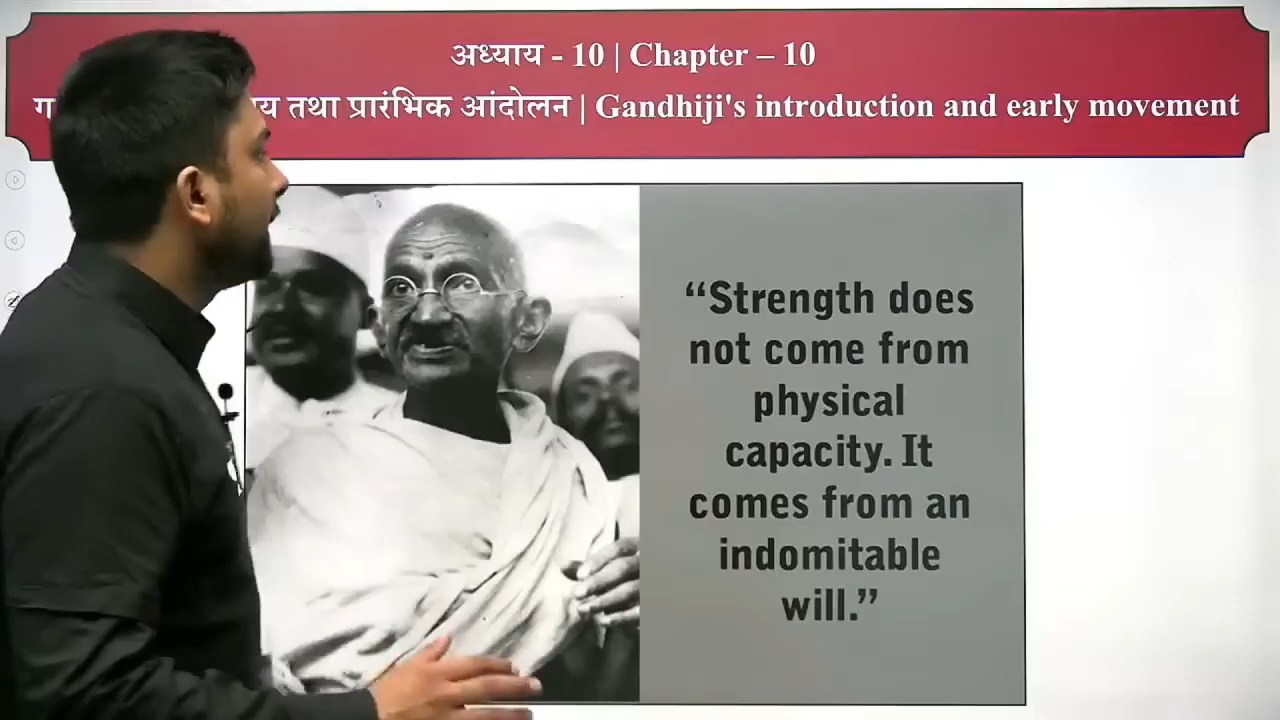 अध्याय - 10 | Chapter – 10
तथा प्रारंभिक आंदोलन | Gandhiji's introduction and early movement
“Strength does
not come from
physical
capacity. It
comes from an
indomitable
will.”